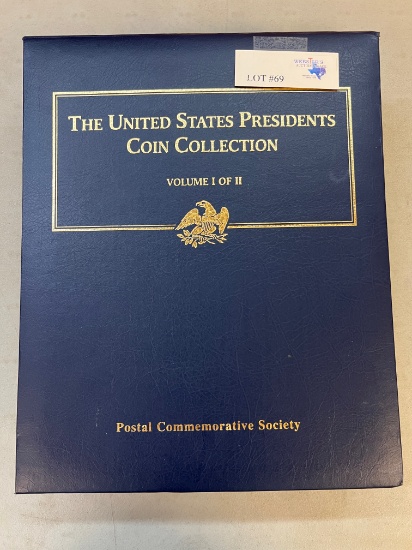 LOT #69
THE UNITED STATES PRESIDENTS
COIN COLLECTION
VOLUME I OF II
Postal Commemorative Society